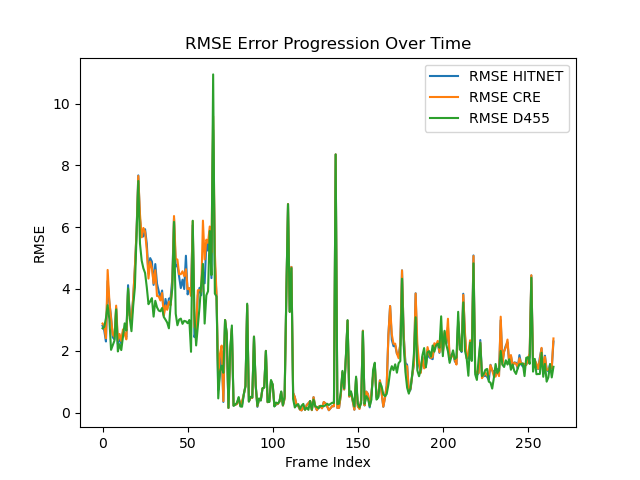 RMSE Error Progression Over Time
RMSE HITNET
RMSE CRE
RMSE D455
10
8
6
4
2
0
RMSE
0 50 100 150 200 250
Frame Index